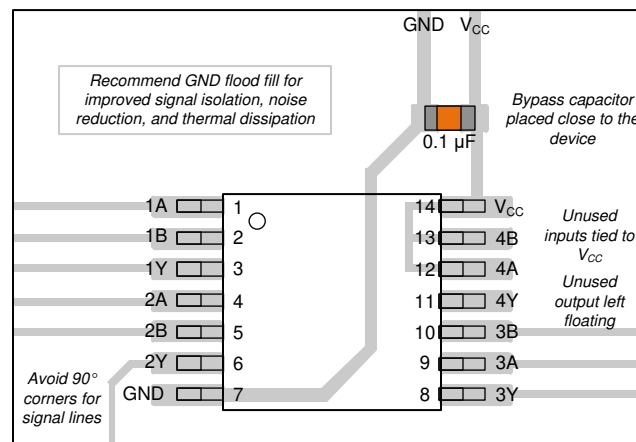 GND V_CC
Recommend GND flood fill for
improved signal isolation, noise
reduction, and thermal dissipation
Bypass capacitor
placed close to the
device
0.1 µF
1A 1 14 V_CC
1B 2 13 4B
1Y 3 12 4A
2A 4 11 4Y
2B 5 10 3B
2Y 6 9 3A
GND 7 8 3Y
Unused
inputs tied to
V_CC
Unused
output left
floating
Avoid 90°
corners for
signal lines